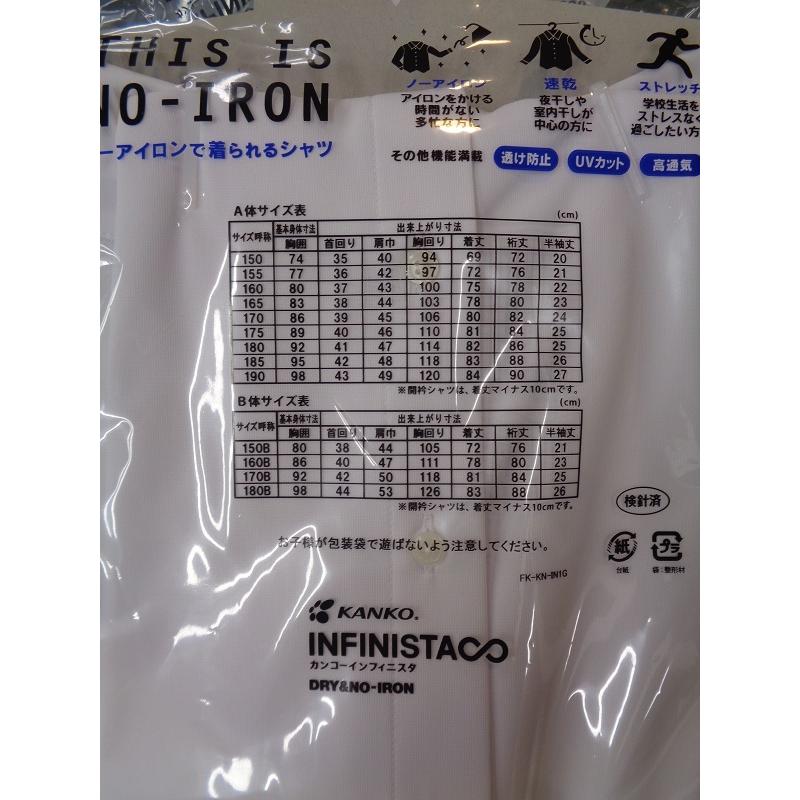 THIS IS
NO-IRON
ーアイロンで着られるシャツ
ノーアイロン
アイロンをかける
時間がない
多忙な方に
速乾
夜干しや
室内干しが
中心の方に
ストレッチ
学校生活を
ストレスなく
過ごしたい方
その他機能満載 透け防止 UVカット 高通気
A体サイズ表 (cm)
サイズ呼称 基本身体寸法 出来上がり寸法
胸囲 首回り 肩巾 胸回り 着丈 裄丈 半袖丈
150 74 35 40 94 69 72 20
155 77 36 42 97 72 76 21
160 80 37 43 100 75 78 22
165 83 38 44 103 78 80 23
170 86 39 45 106 80 82 24
175 89 40 46 110 81 84 25
180 92 41 47 114 82 86 25
185 95 42 48 118 83 88 26
190 98 43 49 120 84 90 27
※開衿シャツは、着丈マイナス10cmです。
B体サイズ表 (cm)
サイズ呼称 基本身体寸法 出来上がり寸法
胸囲 首回り 肩巾 胸回り 着丈 裄丈 半袖丈
150B 80 38 44 105 72 76 21
160B 86 40 47 111 78 80 23
170B 92 42 50 118 81 84 25
180B 98 44 53 126 83 88 26
※開衿シャツは、着丈マイナス10cmです。
検針済
お子様が包装袋で遊ばないよう注意してください。
紙 プラ
台紙 袋:整形材
FK-KN-IN1G
KANKO.
INFINISTA
カンコーインフィニスタ
DRY&NO-IRON